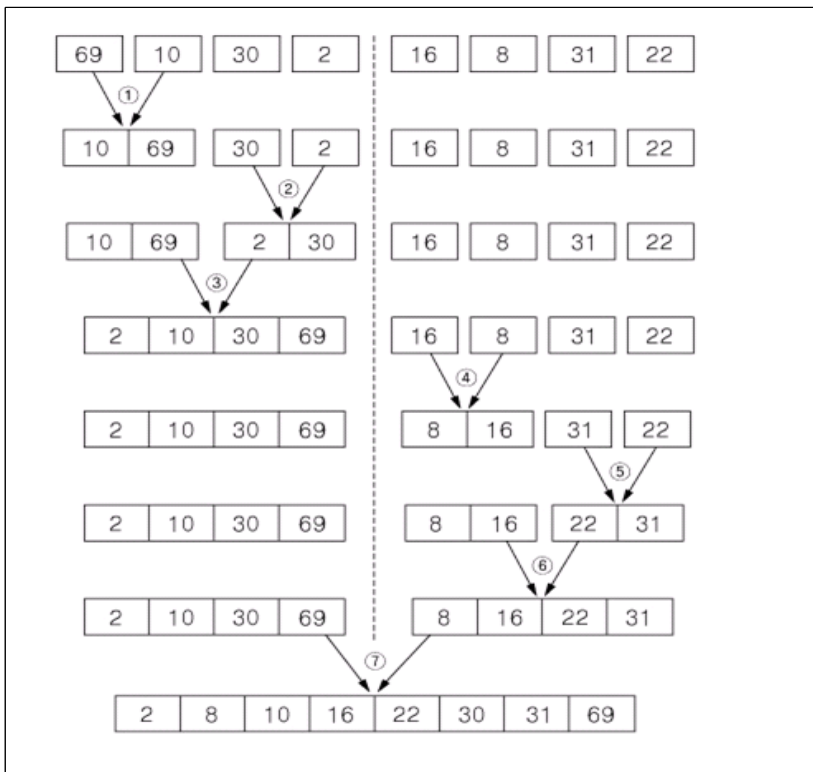 69 10 30 2 16 8 31 22
①
10 69 30 2 16 8 31 22
②
10 69 2 30 16 8 31 22
③
2 10 30 69 16 8 31 22
④
2 10 30 69 8 16 31 22
⑤
2 10 30 69 8 16 22 31
⑥
2 10 30 69 8 16 22 31
⑦
2 8 10 16 22 30 31 69